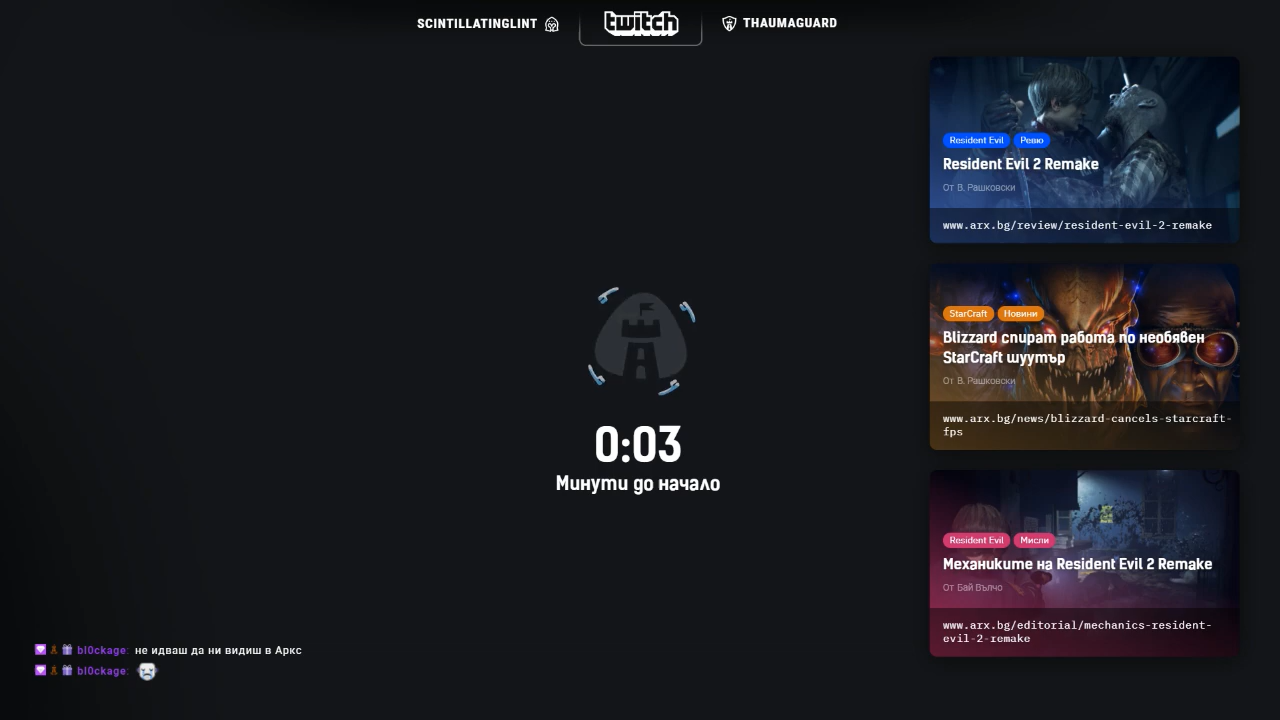 SCINTILLATINGLINT
twitch
THAUMAGUARD
Resident Evil Ревю
Resident Evil 2 Remake
От В. Рашковски
www.arx.bg/review/resident-evil-2-remake
StarCraft Новини
Blizzard спират работа по необявен
StarCraft шуутър
От В. Рашковски
www.arx.bg/news/blizzard-cancels-starcraft-
fps
Resident Evil Мисли
Механиките на Resident Evil 2 Remake
От Бай Вълчо
www.arx.bg/editorial/mechanics-resident-
evil-2-remake
0:03
Минути до начало
bl0ckage: не идваш да ни видиш в Аркс
bl0ckage: